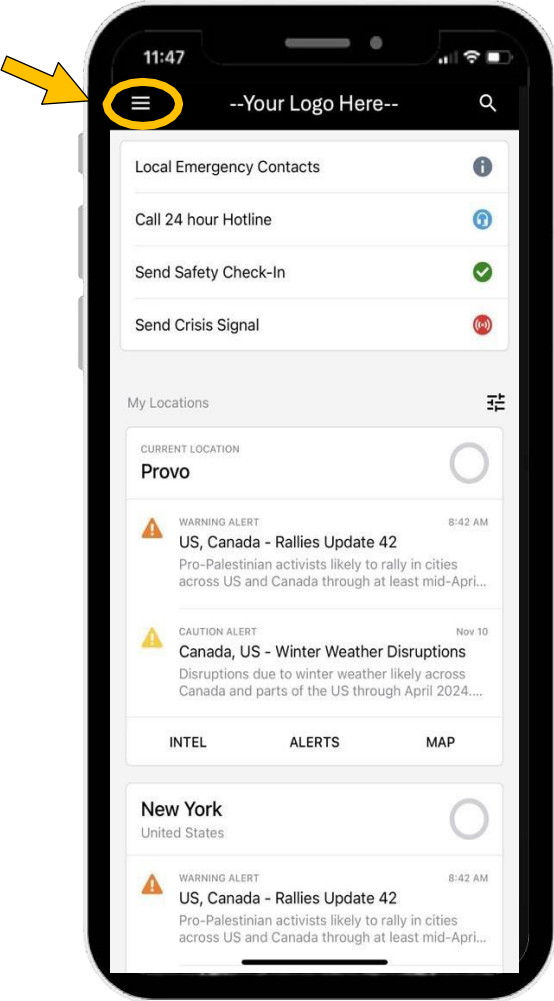 11:47
--Your Logo Here--
Local Emergency Contacts
Call 24 hour Hotline
Send Safety Check-In
Send Crisis Signal
My Locations
CURRENT LOCATION
Provo
WARNING ALERT 8:42 AM
US, Canada - Rallies Update 42
Pro-Palestinian activists likely to rally in cities
across US and Canada through at least mid-Apri...
CAUTION ALERT Nov 10
Canada, US - Winter Weather Disruptions
Disruptions due to winter weather likely across
Canada and parts of the US through April 2024....
INTEL ALERTS MAP
New York
United States
WARNING ALERT 8:42 AM
US, Canada - Rallies Update 42
Pro-Palestinian activists likely to rally in cities
across US and Canada through at least mid-Apri...